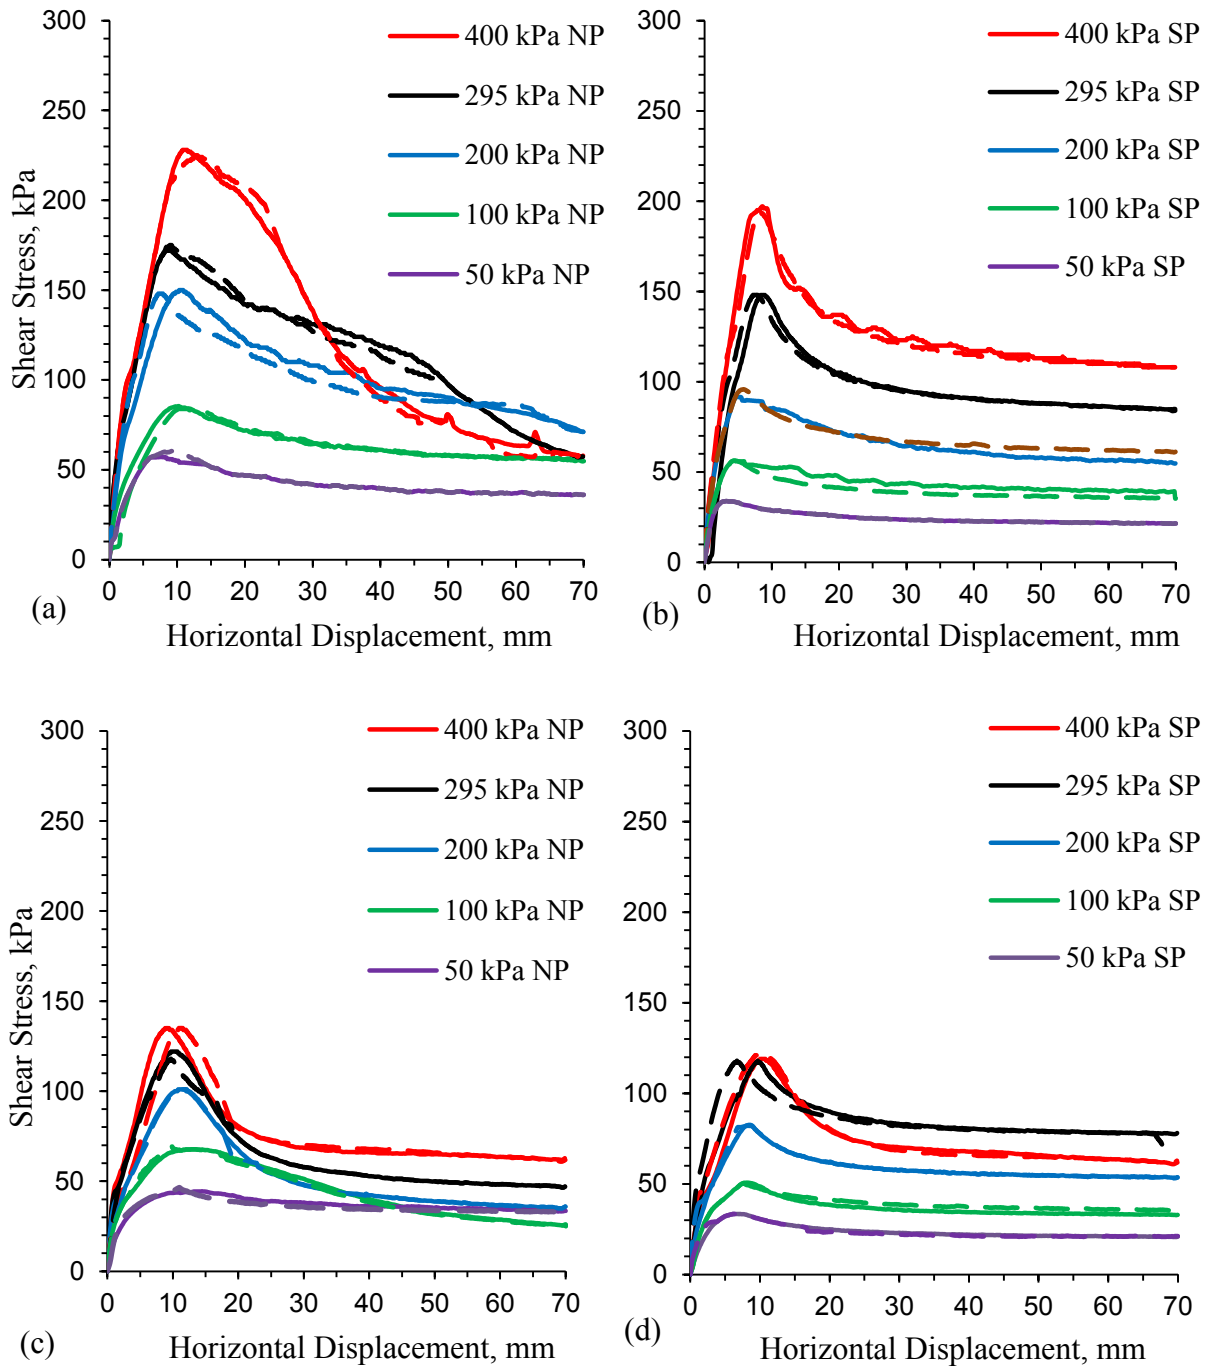 300
250
200
150
100
50
0
Shear Stress, kPa
400 kPa NP
295 kPa NP
200 kPa NP
100 kPa NP
50 kPa NP
0 10 20 30 40 50 60 70
(a)
Horizontal Displacement, mm
300
250
200
150
100
50
0
400 kPa SP
295 kPa SP
200 kPa SP
100 kPa SP
50 kPa SP
0 10 20 30 40 50 60 70
(b)
Horizontal Displacement, mm
300
250
200
150
100
50
0
Shear Stress, kPa
400 kPa NP
295 kPa NP
200 kPa NP
100 kPa NP
50 kPa NP
0 10 20 30 40 50 60 70
(c)
Horizontal Displacement, mm
300
250
200
150
100
50
0
400 kPa SP
295 kPa SP
200 kPa SP
100 kPa SP
50 kPa SP
0 10 20 30 40 50 60 70
(d)
Horizontal Displacement, mm